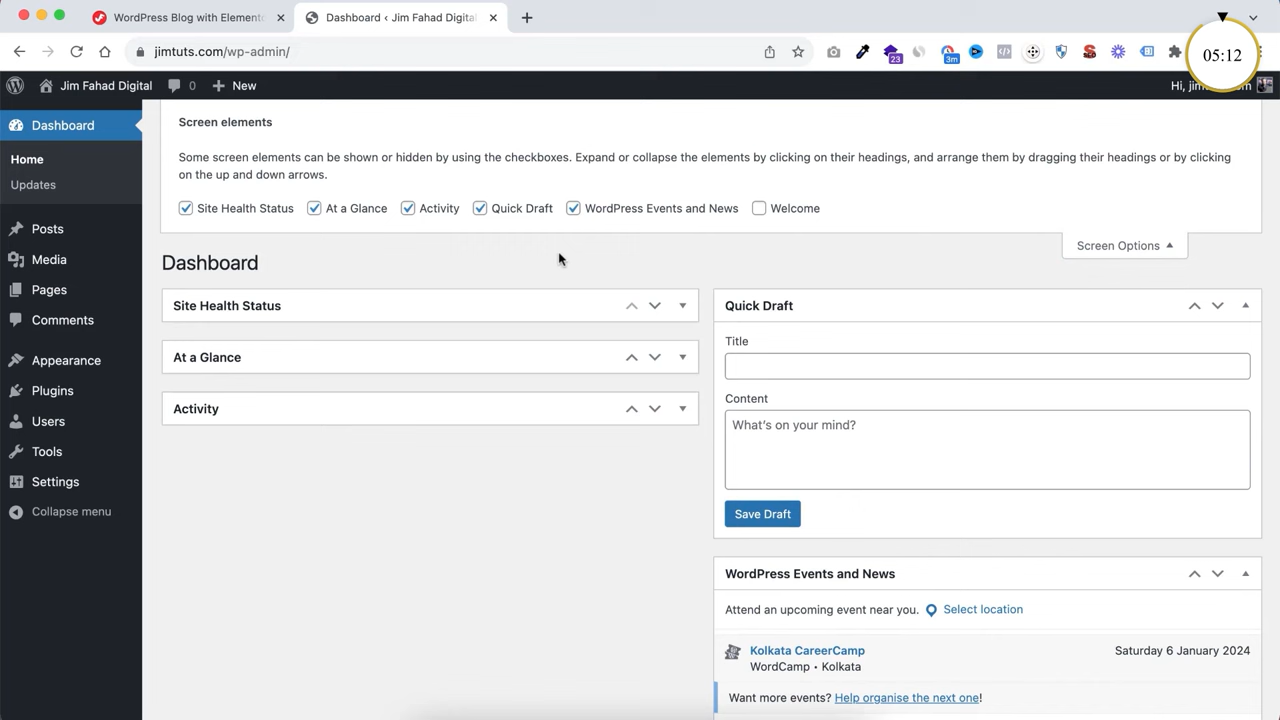 WordPress Blog with Element
Dashboard ‹ Jim Fahad Digital
05:12
jimtuts.com/wp-admin/
23
3m
Jim Fahad Digital
0
New
Hi,
Dashboard
Home
Updates
Posts
Media
Pages
Comments
Appearance
Plugins
Users
Tools
Settings
Collapse menu
Screen elements
Some screen elements can be shown or hidden by using the checkboxes. Expand or collapse the elements by clicking on their headings, and arrange them by dragging their headings or by clicking
on the up and down arrows.
Site Health Status At a Glance Activity Quick Draft WordPress Events and News Welcome
Screen Options
Dashboard
Site Health Status
At a Glance
Activity
Quick Draft
Title
Content
What's on your mind?
Save Draft
WordPress Events and News
Attend an upcoming event near you. Select location
Kolkata CareerCamp Saturday 6 January 2024
WordCamp • Kolkata
Want more events? Help organise the next one!